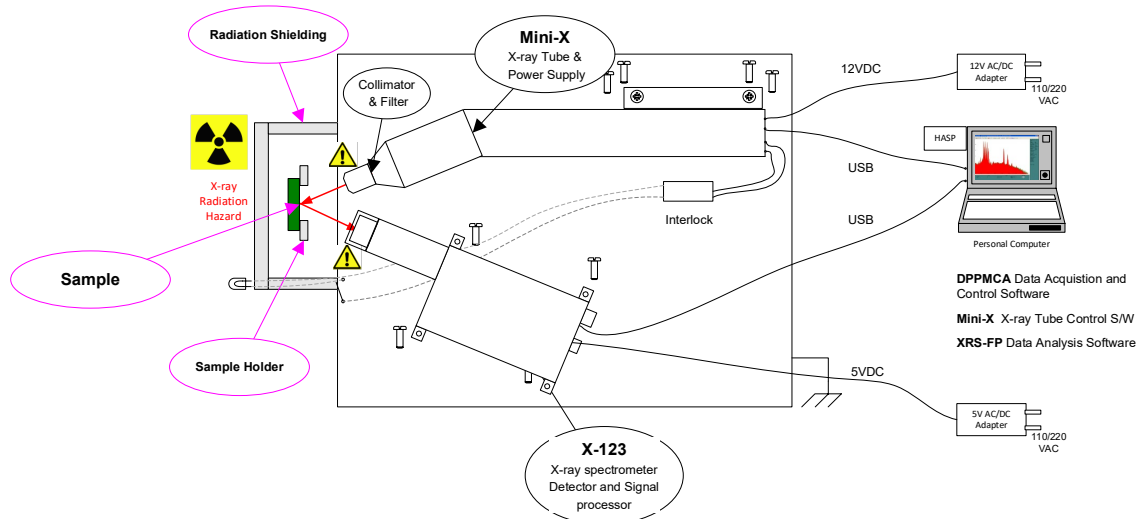 Radiation Shielding
Mini-X
X-ray Tube &
Power Supply
Collimator
& Filter
12VDC
12V AC/DC
Adapter
110/220
VAC
HASP
X-ray
Radiation
Hazard
USB
Interlock
USB
Personal Computer
Sample
DPPMCA Data Acquistion and
Control Software
Mini-X X-ray Tube Control S/W
XRS-FP Data Analysis Software
Sample Holder
5VDC
5V AC/DC
Adapter
110/220
VAC
X-123
X-ray spectrometer
Detector and Signal
processor